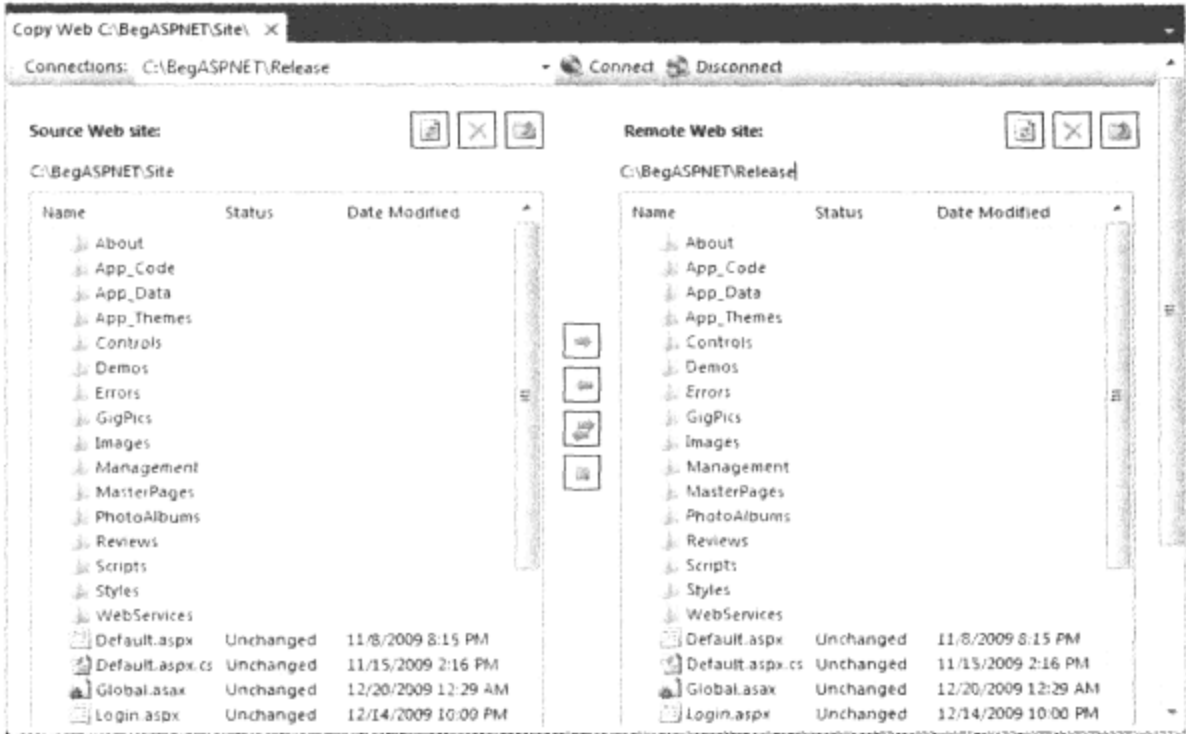 Copy Web C:\BegASPNET\Site\ ×
Connections: C:\BegASPNET\Release Connect Disconnect
Source Web site:
C:\BegASPNET\Site
Name Status Date Modified
About
App_Code
App_Data
App_Themes
Controls
Demos
Errors
GigPics
Images
Management
MasterPages
PhotoAlbums
Reviews
Scripts
Styles
WebServices
Default.aspx Unchanged 11/8/2009 8:15 PM
Default.aspx.cs Unchanged 11/15/2009 2:16 PM
Global.asax Unchanged 12/20/2009 12:29 AM
Login.aspx Unchanged 12/14/2009 10:00 PM
Remote Web site:
C:\BegASPNET\Release
Name Status Date Modified
About
App_Code
App_Data
App_Themes
Controls
Demos
Errors
GigPics
Images
Management
MasterPages
PhotoAlbums
Reviews
Scripts
Styles
WebServices
Default.aspx Unchanged 11/8/2009 8:15 PM
Default.aspx.cs Unchanged 11/15/2009 2:16 PM
Global.asax Unchanged 12/20/2009 12:29 AM
Login.aspx Unchanged 12/14/2009 10:00 PM